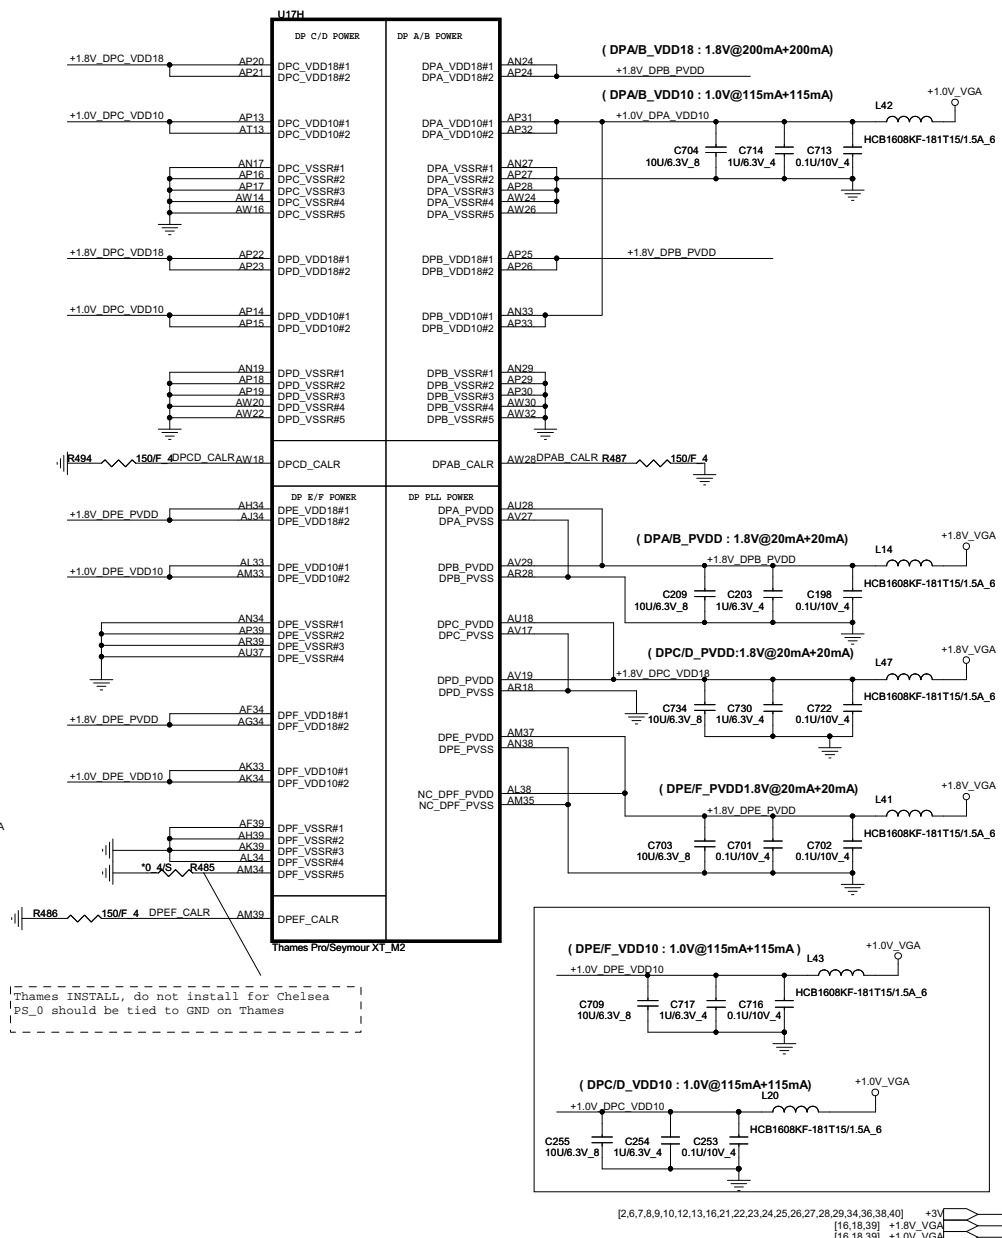 U17H
DP C/D POWER
DP A/B POWER
+1.8V_DPC_VDD18
AP20 DPC_VDD18#1
AP21 DPC_VDD18#2
+1.0V_DPC_VDD10
AP13 DPC_VDD10#1
AT13 DPC_VDD10#2
AN17 DPC_VSSR#1
AP16 DPC_VSSR#2
AP17 DPC_VSSR#3
AW14 DPC_VSSR#4
AW16 DPC_VSSR#5
+1.8V_DPC_VDD18
AP22 DPD_VDD18#1
AP23 DPD_VDD18#2
+1.0V_DPC_VDD10
AP14 DPD_VDD10#1
AP15 DPD_VDD10#2
AN19 DPD_VSSR#1
AP18 DPD_VSSR#2
AP19 DPD_VSSR#3
AW20 DPD_VSSR#4
AW22 DPD_VSSR#5
R494 150/F_4 DPCD_CALR AW18 DPCD_CALR
DPA_VDD18#1 AN24
DPA_VDD18#2 AP24
( DPA/B_VDD18 : 1.8V@200mA+200mA)
+1.8V_DPB_PVDD
( DPA/B_VDD10 : 1.0V@115mA+115mA)
DPA_VDD10#1 AP31
DPA_VDD10#2 AP32
+1.0V_DPA_VDD10
L42
+1.0V_VGA
HCB1608KF-181T15/1.5A_6
C704
10U/6.3V_8
C714
1U/6.3V_4
C713
0.1U/10V_4
DPA_VSSR#1 AN27
DPA_VSSR#2 AP27
DPA_VSSR#3 AP28
DPA_VSSR#4 AW24
DPA_VSSR#5 AW26
DPB_VDD18#1 AP25
DPB_VDD18#2 AP26
+1.8V_DPB_PVDD
DPB_VDD10#1 AN33
DPB_VDD10#2 AP33
DPB_VSSR#1 AN29
DPB_VSSR#2 AP29
DPB_VSSR#3 AP30
DPB_VSSR#4 AW30
DPB_VSSR#5 AW32
DPAB_CALR AW28 DPAB_CALR R487 150/F_4
DP E/F POWER
DP PLL POWER
+1.8V_DPE_PVDD
AH34 DPE_VDD18#1
AJ34 DPE_VDD18#2
+1.0V_DPE_VDD10
AL33 DPE_VDD10#1
AM33 DPE_VDD10#2
AN34 DPE_VSSR#1
AP39 DPE_VSSR#2
AR39 DPE_VSSR#3
AU37 DPE_VSSR#4
+1.8V_DPE_PVDD
AF34 DPF_VDD18#1
AG34 DPF_VDD18#2
+1.0V_DPE_VDD10
AK33 DPF_VDD10#1
AK34 DPF_VDD10#2
AF39 DPF_VSSR#1
AH39 DPF_VSSR#2
AK39 DPF_VSSR#3
AL34 DPF_VSSR#4
*0_4/S R485 AM34 DPF_VSSR#5
R486 150/F_4 DPEF_CALR AM39 DPEF_CALR
Thames Pro/Seymour XT_M2
DPA_PVDD AU28
DPA_PVSS AV27
DPB_PVDD AV29
DPB_PVSS AR28
DPC_PVDD AU18
DPC_PVSS AV17
DPD_PVDD AV19
DPD_PVSS AR18
DPE_PVDD AM37
DPE_PVSS AN38
NC_DPF_PVDD AL38
NC_DPF_PVSS AM35
( DPA/B_PVDD : 1.8V@20mA+20mA)
+1.8V_DPB_PVDD
L14
+1.8V_VGA
HCB1608KF-181T15/1.5A_6
C209
10U/6.3V_8
C203
1U/6.3V_4
C198
0.1U/10V_4
( DPC/D_PVDD:1.8V@20mA+20mA)
+1.8V_DPC_VDD18
L47
+1.8V_VGA
HCB1608KF-181T15/1.5A_6
C734
10U/6.3V_8
C730
1U/6.3V_4
C722
0.1U/10V_4
( DPE/F_PVDD1.8V@20mA+20mA)
+1.8V_DPE_PVDD
L41
+1.8V_VGA
HCB1608KF-181T15/1.5A_6
C703
10U/6.3V_8
C701
0.1U/10V_4
C702
0.1U/10V_4
Thames INSTALL, do not install for Chelsea
PS_0 should be tied to GND on Thames
( DPE/F_VDD10 : 1.0V@115mA+115mA )
+1.0V_DPE_VDD10
L43
+1.0V_VGA
HCB1608KF-181T15/1.5A_6
C709
10U/6.3V_8
C717
1U/6.3V_4
C716
0.1U/10V_4
( DPC/D_VDD10 : 1.0V@115mA+115mA)
+1.0V_DPC_VDD10
L20
+1.0V_VGA
HCB1608KF-181T15/1.5A_6
C255
10U/6.3V_8
C254
1U/6.3V_4
C253
0.1U/10V_4
[2,6,7,8,9,10,12,13,16,21,22,23,24,25,26,27,28,29,34,36,38,40] +3V
[16,18,39] +1.8V_VGA
[16,18,39] +1.0V_VGA